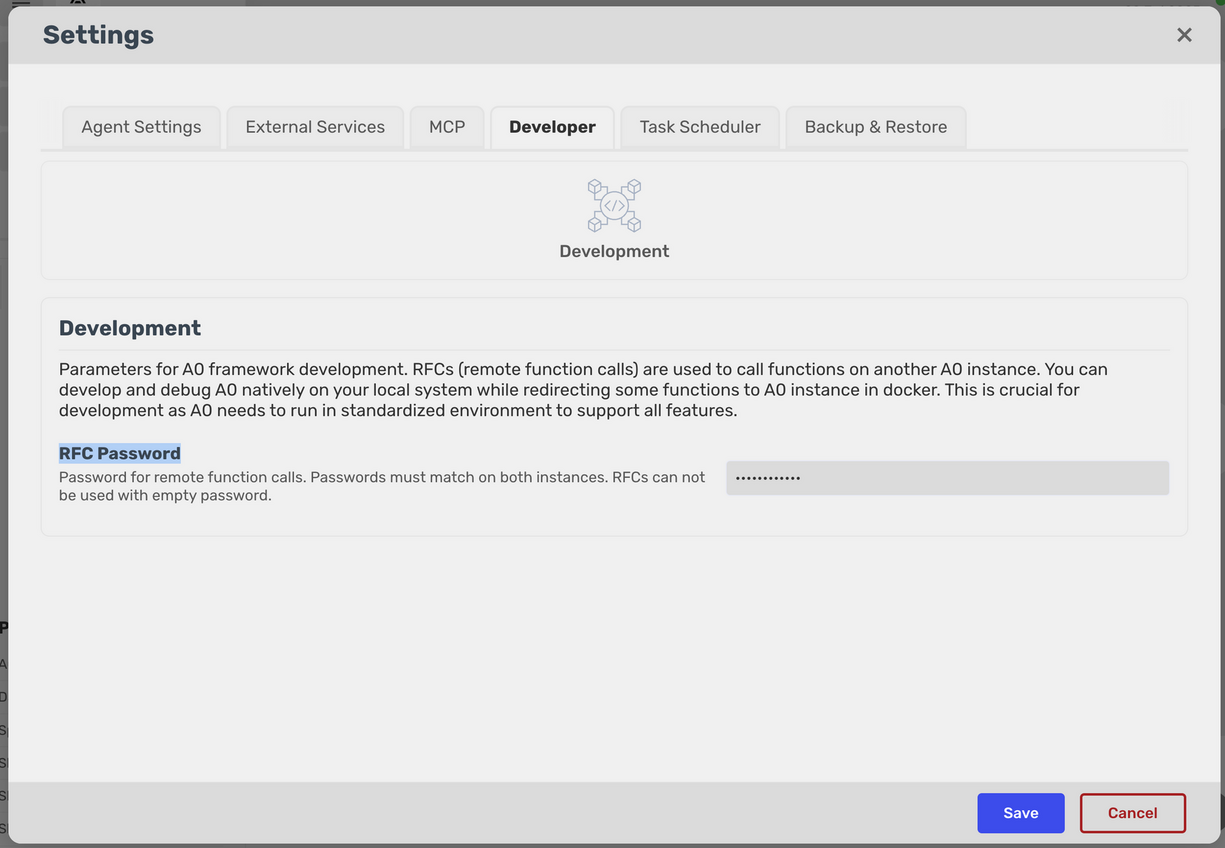 Settings
Agent Settings
External Services
MCP
Developer
Task Scheduler
Backup & Restore
</>
Development
Development
Parameters for A0 framework development. RFCs (remote function calls) are used to call functions on another A0 instance. You can
develop and debug A0 natively on your local system while redirecting some functions to A0 instance in docker. This is crucial for
development as A0 needs to run in standardized environment to support all features.
RFC Password
Password for remote function calls. Passwords must match on both instances. RFCs can not
be used with empty password.
••••••••••••
Save
Cancel